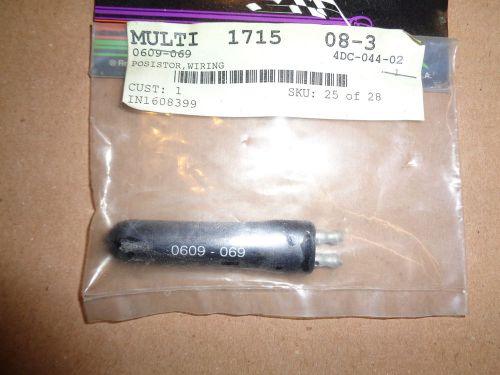 MULTI 1715 08-3
0609-069 4DC-044-02
POSISTOR,WIRING 1
CUST: 1 SKU: 25 of 28
IN1608399
A.
0609 - 069